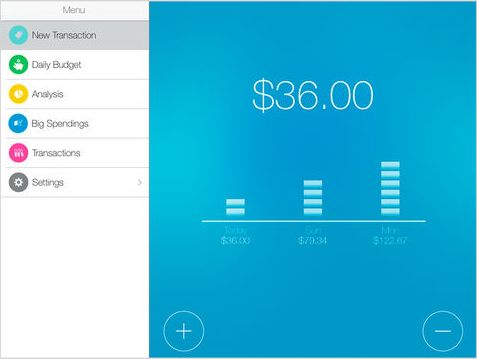 Menu
New Transaction
Daily Budget
Analysis
Big Spendings
Transactions
Settings
$36.00
Today Sun Mon
$36.00 $79.34 $122.67